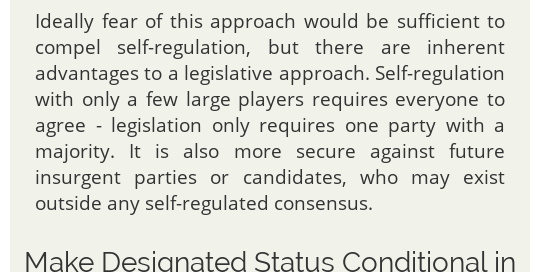 Ideally fear of this approach would be sufficient to
compel self-regulation, but there are inherent
advantages to a legislative approach. Self-regulation
with only a few large players requires everyone to
agree - legislation only requires one party with a
majority. It is also more secure against future
insurgent parties or candidates, who may exist
outside any self-regulated consensus.
Make Designated Status Conditional in